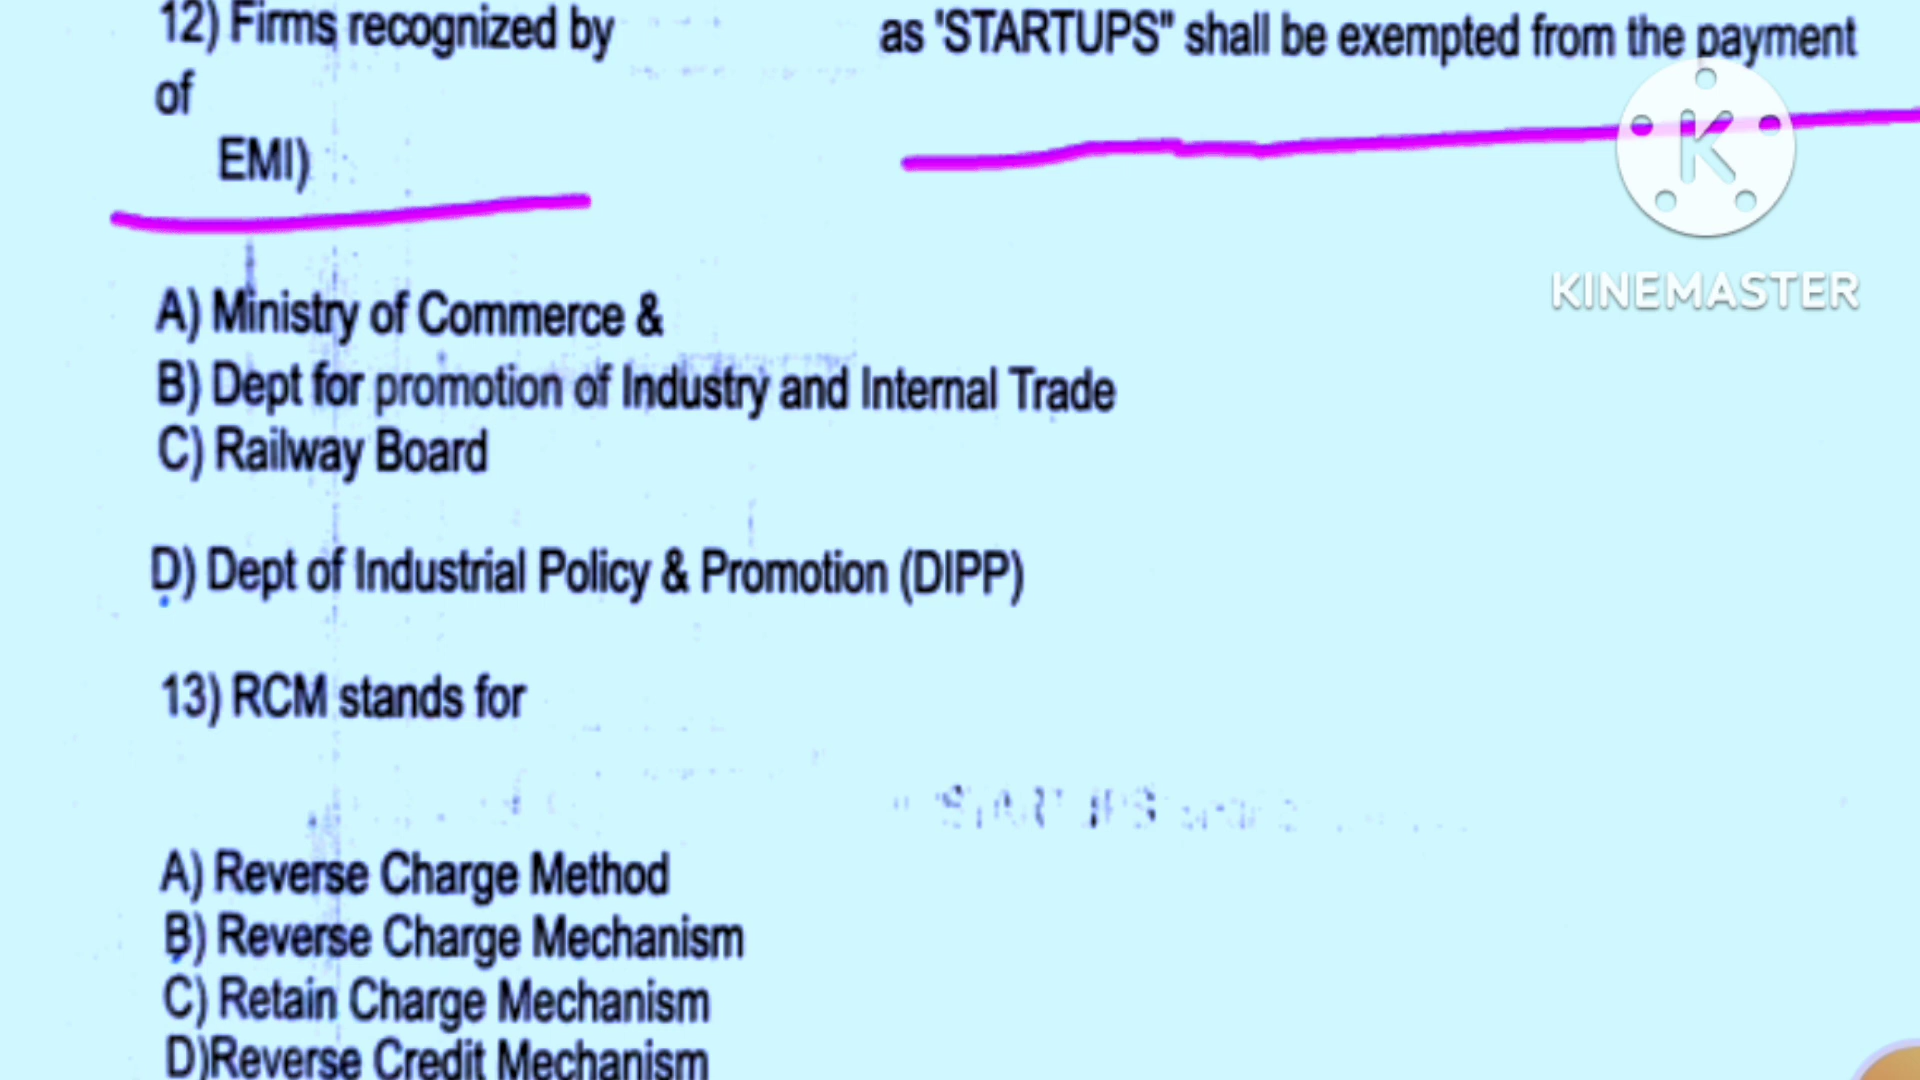 12) Firms recognized by as 'STARTUPS" shall be exempted from the payment
of
EMI)
KINEMASTER
A) Ministry of Commerce &
B) Dept for promotion of Industry and Internal Trade
C) Railway Board
D) Dept of Industrial Policy & Promotion (DIPP)
13) RCM stands for
A) Reverse Charge Method
B) Reverse Charge Mechanism
C) Retain Charge Mechanism
D)Reverse Credit Mechanism